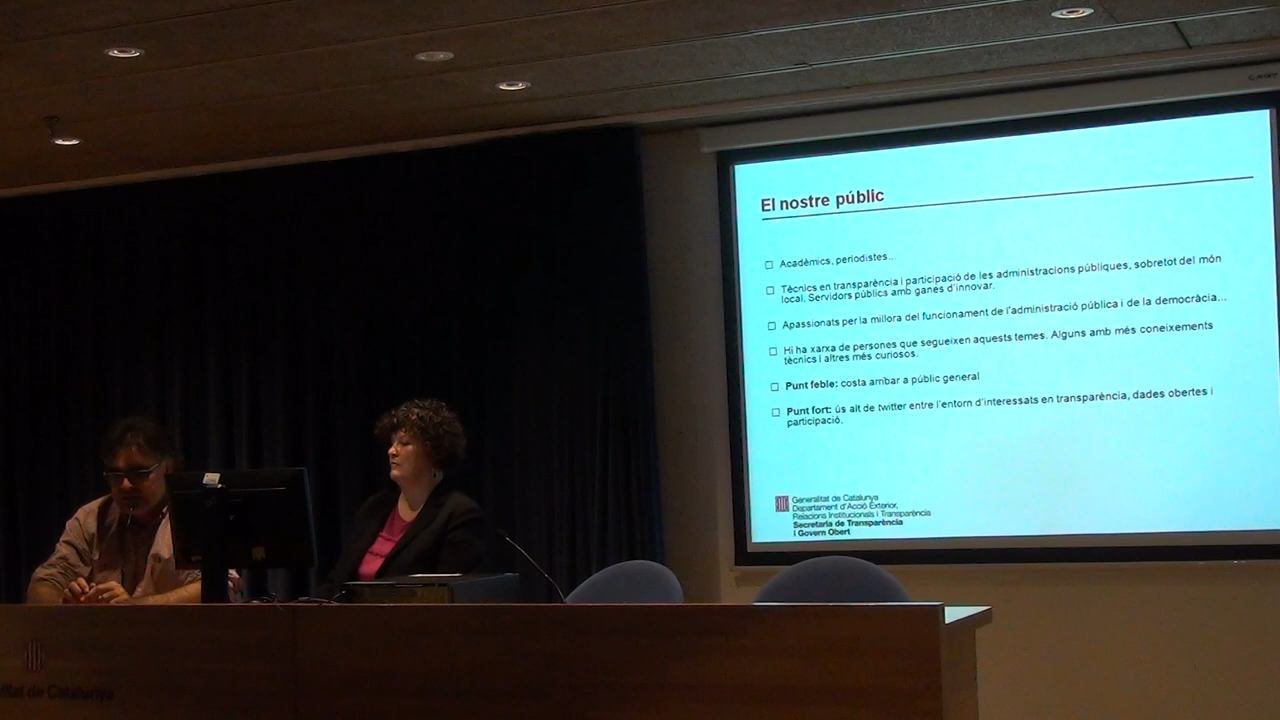 El nostre públic
Acadèmics, periodistes...
Tècnics en transparència i participació de les administracions públiques, sobretot del món
local. Servidors públics amb ganes d'innovar.
Apassionats per la millora del funcionament de l'administració pública i de la democràcia...
Hi ha xarxa de persones que segueixen aquests temes. Alguns amb més coneixements
tècnics i altres més curiosos.
Punt feble: costa arribar a públic general
Punt fort: ús alt de twitter entre l'entorn d'interessats en transparència, dades obertes i
participació.
Generalitat de Catalunya
Departament d'Acció Exterior,
Relacions Institucionals i Transparència
Secretaria de Transparència
i Govern Obert
de Catalunya